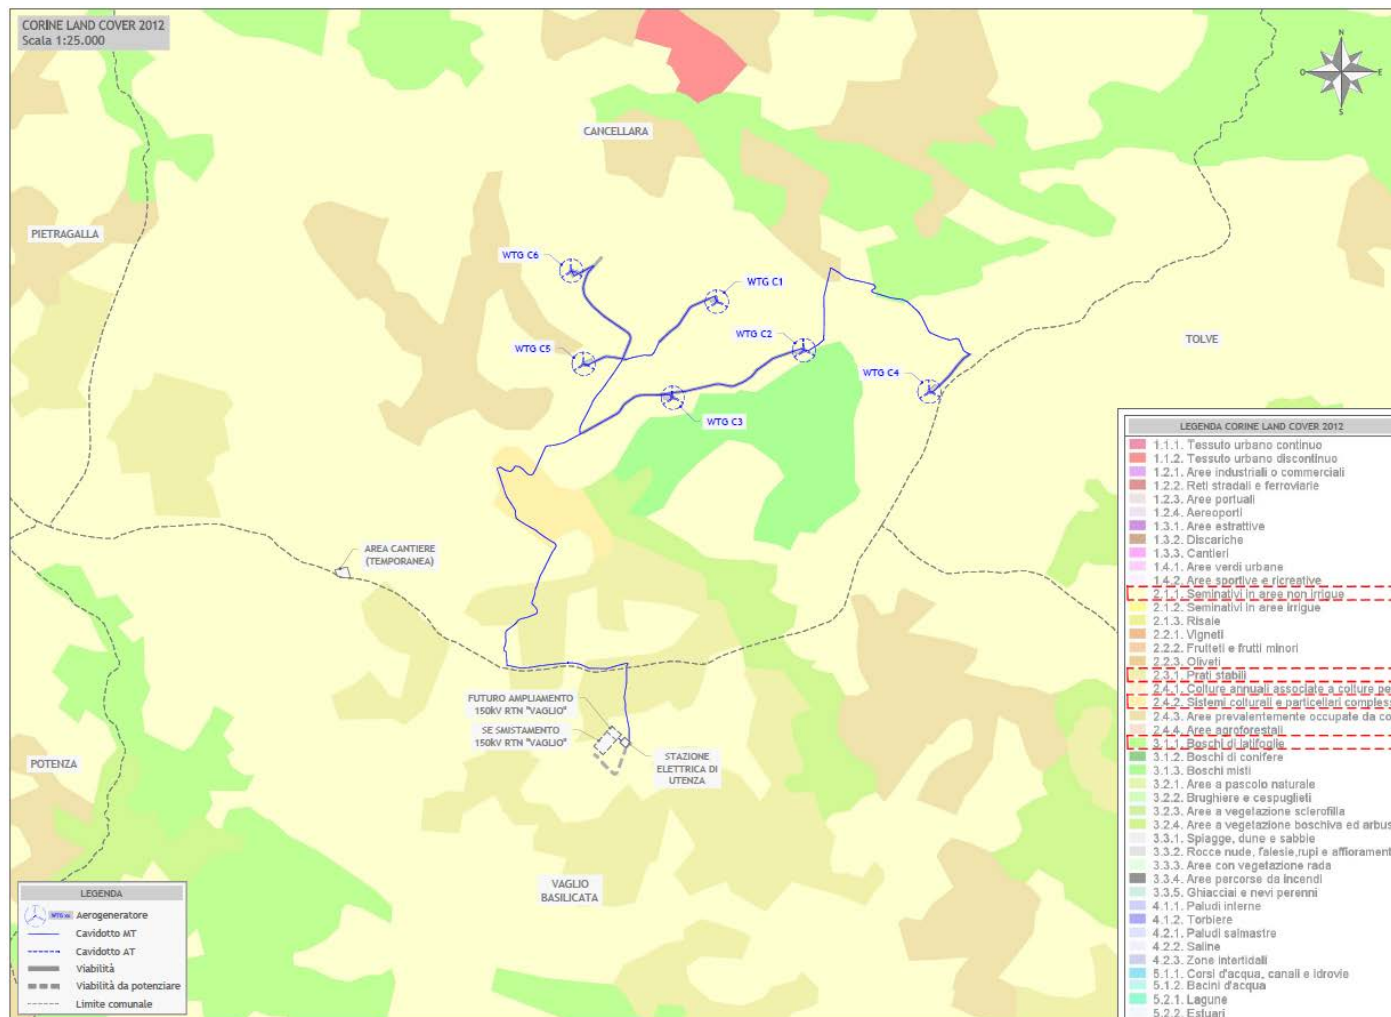 CORINE LAND COVER 2012
Scala 1:25.000
N
O
E
S
CANCELLARA
PIETRAGALLA
WTG C6
WTG C1
WTG C2
TOLVE
WTG C5
WTG C4
WTG C3
AREA CANTIERE
(TEMPORANEA)
FUTURO AMPLIAMENTO
150kV RTN "VAGLIO"
SE SMISTAMENTO
150kV RTN "VAGLIO"
STAZIONE
ELETTRICA DI
UTENZA
POTENZA
VAGLIO
BASILICATA
LEGENDA
WTG xx Aerogeneratore
Cavidotto MT
Cavidotto AT
Viabilità
Viabilità da potenziare
Limite comunale
LEGENDA CORINE LAND COVER 2012
1.1.1. Tessuto urbano continuo
1.1.2. Tessuto urbano discontinuo
1.2.1. Aree industriali o commerciali
1.2.2. Reti stradali e ferroviarie
1.2.3. Aree portuali
1.2.4. Aereoporti
1.3.1. Aree estrattive
1.3.2. Discariche
1.3.3. Cantieri
1.4.1. Aree verdi urbane
1.4.2. Aree sportive e ricreative
2.1.1. Seminativi in aree non irrigue
2.1.2. Seminativi in aree irrigue
2.1.3. Risaie
2.2.1. Vigneti
2.2.2. Frutteti e frutti minori
2.2.3. Oliveti
2.3.1. Prati stabili
2.4.1. Colture annuali associate a colture pe
2.4.2. Sistemi colturali e particellari comples
2.4.3. Aree prevalentemente occupate da co
2.4.4. Aree agroforestali
3.1.1. Boschi di latifoglie
3.1.2. Boschi di conifere
3.1.3. Boschi misti
3.2.1. Aree a pascolo naturale
3.2.2. Brughiere e cespuglieti
3.2.3. Aree a vegetazione sclerofilla
3.2.4. Aree a vegetazione boschiva ed arbus
3.3.1. Spiagge, dune e sabbie
3.3.2. Rocce nude, falesie,rupi e affiorament
3.3.3. Aree con vegetazione rada
3.3.4. Aree percorse da incendi
3.3.5. Ghiacciai e nevi perenni
4.1.1. Paludi interne
4.1.2. Torbiere
4.2.1. Paludi salmastre
4.2.2. Saline
4.2.3. Zone intertidali
5.1.1. Corsi d'acqua, canali e idrovie
5.1.2. Bacini d'acqua
5.2.1. Lagune
5.2.2. Estuari